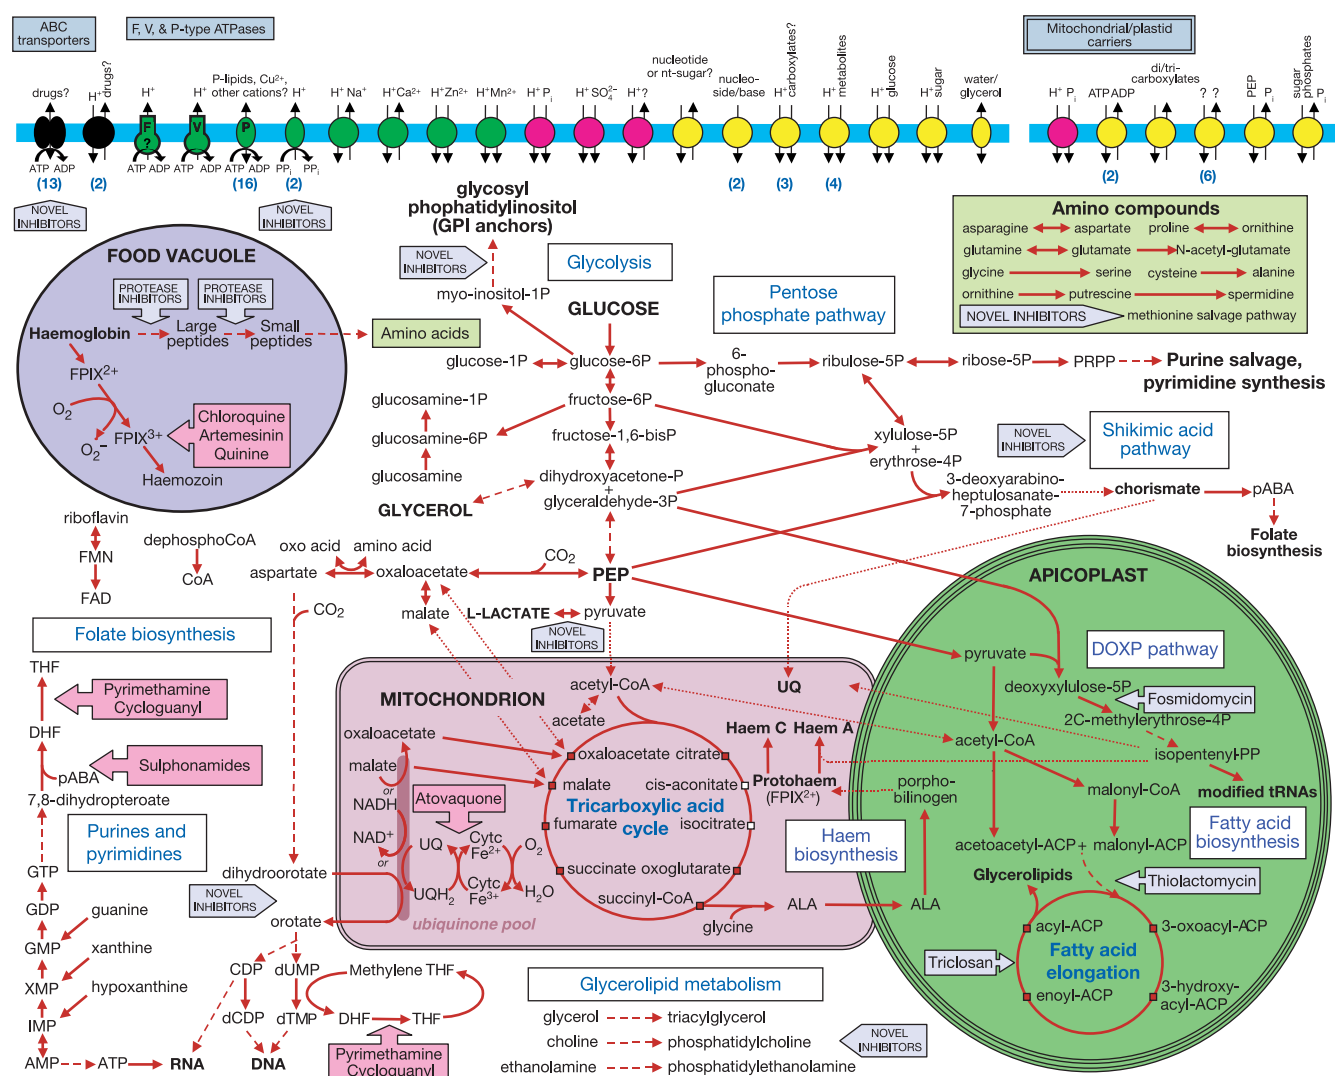 ABC
transporters
F, V, & P-type ATPases
Mitochondrial/plastid
carriers
drugs?
H⁺
drugs?
H⁺
H⁺
P-lipids, Cu²⁺,
other cations?
H⁺
H⁺ Na⁺
H⁺ Ca²⁺
H⁺ Zn²⁺
H⁺ Mn²⁺
H⁺ Pᵢ
H⁺ SO₄²⁻
nucleotide
or nt-sugar?
H⁺ ?
nucleo-
side/base
H⁺
carboxylates?
H⁺
metabolites
H⁺
glucose
H⁺
sugar
water/
glycerol
H⁺ Pᵢ
ATP ADP
di/tri-
carboxylates
? ?
PEP
Pᵢ
sugar
phosphates
Pᵢ
F
?
V
P
ATP ADP
ATP ADP
ATP ADP
ATP ADP
PPᵢ PPᵢ
(13)
(2)
(16)
(2)
(2)
(3)
(4)
(2)
(6)
NOVEL
INHIBITORS
NOVEL
INHIBITORS
FOOD VACUOLE
PROTEASE
INHIBITORS
PROTEASE
INHIBITORS
Haemoglobin
Large
peptides
Small
peptides
Amino acids
FPIX²⁺
O₂
O₂⁻
FPIX³⁺
Chloroquine
Artemesinin
Quinine
Haemozoin
glycosyl
phophatidylinositol
(GPI anchors)
NOVEL
INHIBITORS
Glycolysis
myo-inositol-1P
GLUCOSE
glucose-1P
glucose-6P
glucosamine-1P
fructose-6P
glucosamine-6P
fructose-1,6-bisP
glucosamine
dihydroxyacetone-P
+
glyceraldehyde-3P
GLYCEROL
Pentose
phosphate pathway
6-
phospho-
gluconate
ribulose-5P
ribose-5P
PRPP
Purine salvage,
pyrimidine synthesis
xylulose-5P
+
erythrose-4P
Amino compounds
asparagine
aspartate
proline
ornithine
glutamine
glutamate
N-acetyl-glutamate
glycine
serine
cysteine
alanine
ornithine
putrescine
spermidine
NOVEL INHIBITORS
methionine salvage pathway
NOVEL
INHIBITORS
Shikimic acid
pathway
3-deoxyarabino-
heptulosanate-
7-phosphate
chorismate
pABA
Folate
biosynthesis
riboflavin
FMN
FAD
dephosphoCoA
CoA
oxo acid
amino acid
aspartate
oxaloacetate
CO₂
PEP
malate
L-LACTATE
pyruvate
NOVEL
INHIBITORS
CO₂
Folate biosynthesis
THF
Pyrimethamine
Cycloguanyl
DHF
pABA
Sulphonamides
7,8-dihydropteroate
Purines and
pyrimidines
GTP
GDP
guanine
GMP
xanthine
XMP
hypoxanthine
IMP
AMP
ATP
RNA
DNA
dihydroorotate
NOVEL
INHIBITORS
orotate
CDP
dUMP
dCDP
dTMP
Methylene THF
DHF
THF
Pyrimethamine
Cycloguanyl
MITOCHONDRION
acetyl-CoA
acetate
UQ
oxaloacetate
malate
or
NADH
NAD⁺
or
Atovaquone
UQ
UQH₂
Cytc
Fe²⁺
Cytc
Fe³⁺
O₂
H₂O
ubiquinone pool
oxaloacetate
citrate
malate
cis-aconitate
Tricarboxylic acid
cycle
fumarate
isocitrate
succinate
oxoglutarate
succinyl-CoA
glycine
ALA
Haem C
Haem A
Protohaem
(FPIX²⁺)
Haem
biosynthesis
APICOPLAST
pyruvate
DOXP pathway
deoxyxylulose-5P
Fosmidomycin
2C-methylerythrose-4P
acetyl-CoA
isopentenyl-PP
porpho-
bilinogen
malonyl-CoA
modified tRNAs
Fatty acid
biosynthesis
acetoacetyl-ACP
+
malonyl-ACP
Glycerolipids
Thiolactomycin
ALA
acyl-ACP
3-oxoacyl-ACP
Triclosan
Fatty acid
elongation
enoyl-ACP
3-hydroxy-
acyl-ACP
Glycerolipid metabolism
glycerol
triacylglycerol
choline
phosphatidylcholine
ethanolamine
phosphatidylethanolamine
NOVEL
INHIBITORS